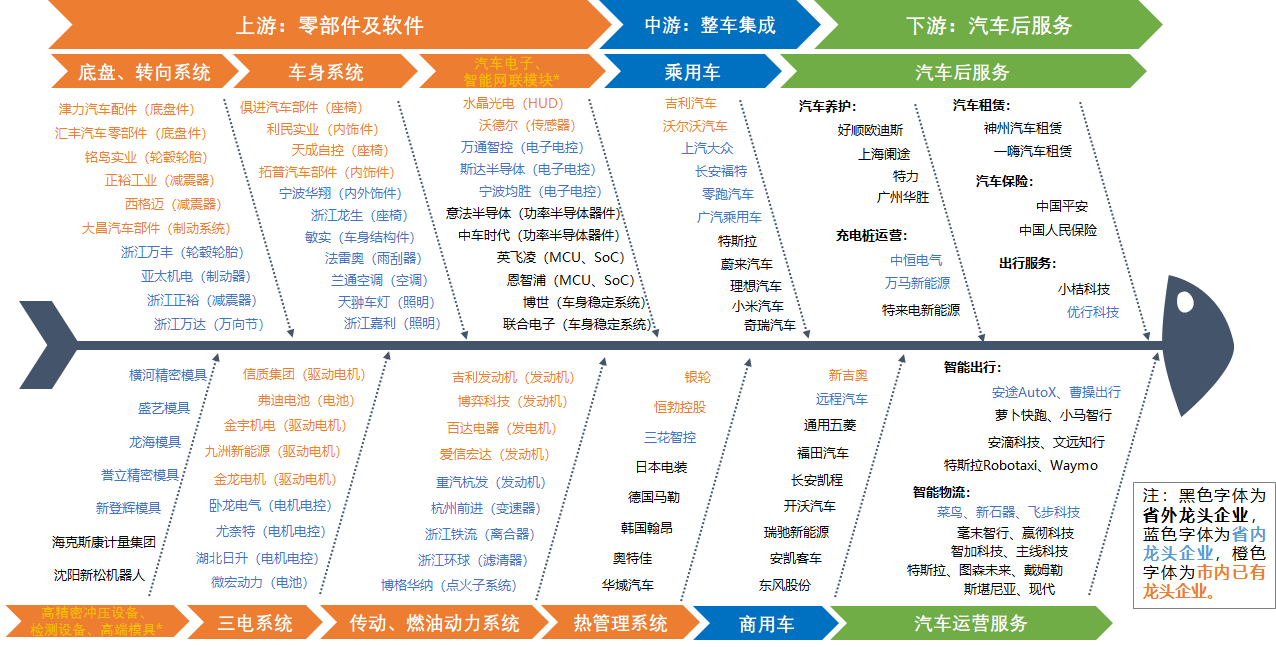 上游：零部件及软件
中游：整车集成
下游：汽车后服务
底盘、转向系统
车身系统
汽车电子、
智能网联模块*
乘用车
汽车后服务
津力汽车配件（底盘件）
汇丰汽车零部件（底盘件）
铭岛实业（轮毂轮胎）
正裕工业（减震器）
西格迈（减震器）
大昌汽车部件（制动系统）
浙江万丰（轮毂轮胎）
亚太机电（制动器）
浙江正裕（减震器）
浙江万达（万向节）
俱进汽车部件（座椅）
利民实业（内饰件）
天成自控（座椅）
拓普汽车部件（内饰件）
宁波华翔（内外饰件）
浙江龙生（座椅）
敏实（车身结构件）
法雷奥（雨刮器）
兰通空调（空调）
天翀车灯（照明）
浙江嘉利（照明）
水晶光电（HUD）
沃德尔（传感器）
万通智控（电子电控）
斯达半导体（电子电控）
宁波均胜（电子电控）
意法半导体（功率半导体器件）
中车时代（功率半导体器件）
英飞凌（MCU、SoC）
恩智浦（MCU、SoC）
博世（车身稳定系统）
联合电子（车身稳定系统）
吉利汽车
沃尔沃汽车
上汽大众
长安福特
零跑汽车
广汽乘用车
特斯拉
蔚来汽车
理想汽车
小米汽车
奇瑞汽车
汽车养护：
好顺欧迪斯
上海阑途
特力
广州华胜
充电桩运营：
中恒电气
万马新能源
特来电新能源
汽车租赁：
神州汽车租赁
一嗨汽车租赁
汽车保险：
中国平安
中国人民保险
出行服务：
小桔科技
优行科技
横河精密模具
盛艺模具
龙海模具
誉立精密模具
新登辉模具
海克斯康计量集团
沈阳新松机器人
信质集团（驱动电机）
弗迪电池（电池）
金宇机电（驱动电机）
九洲新能源（驱动电机）
金龙电机（驱动电机）
卧龙电气（电机电控）
尤奈特（电机电控）
湖北日升（电机电控）
微宏动力（电池）
吉利发动机（发动机）
博弈科技（发动机）
百达电器（发电机）
爱信宏达（发动机）
重汽杭发（发动机）
杭州前进（变速器）
浙江铁流（离合器）
浙江环球（滤清器）
博格华纳（点火子系统）
银轮
恒勃控股
三花智控
日本电装
德国马勒
韩国翰昂
奥特佳
华域汽车
新吉奥
远程汽车
通用五菱
福田汽车
长安凯程
开沃汽车
瑞驰新能源
安凯客车
东风股份
智能出行：
安途AutoX、曹操出行
萝卜快跑、小马智行
安滴科技、文远知行
特斯拉Robotaxi、Waymo
智能物流：
菜鸟、新石器、飞步科技
毫末智行、赢彻科技
智加科技、主线科技
特斯拉、图森未来、戴姆勒
斯堪尼亚、现代
注：黑色字体为
省外龙头企业，
蓝色字体为省内
龙头企业，橙色
字体为市内已有
龙头企业。
高精密冲压设备、
检测设备、高端模具*
三电系统
传动、燃油动力系统
热管理系统
商用车
汽车运营服务